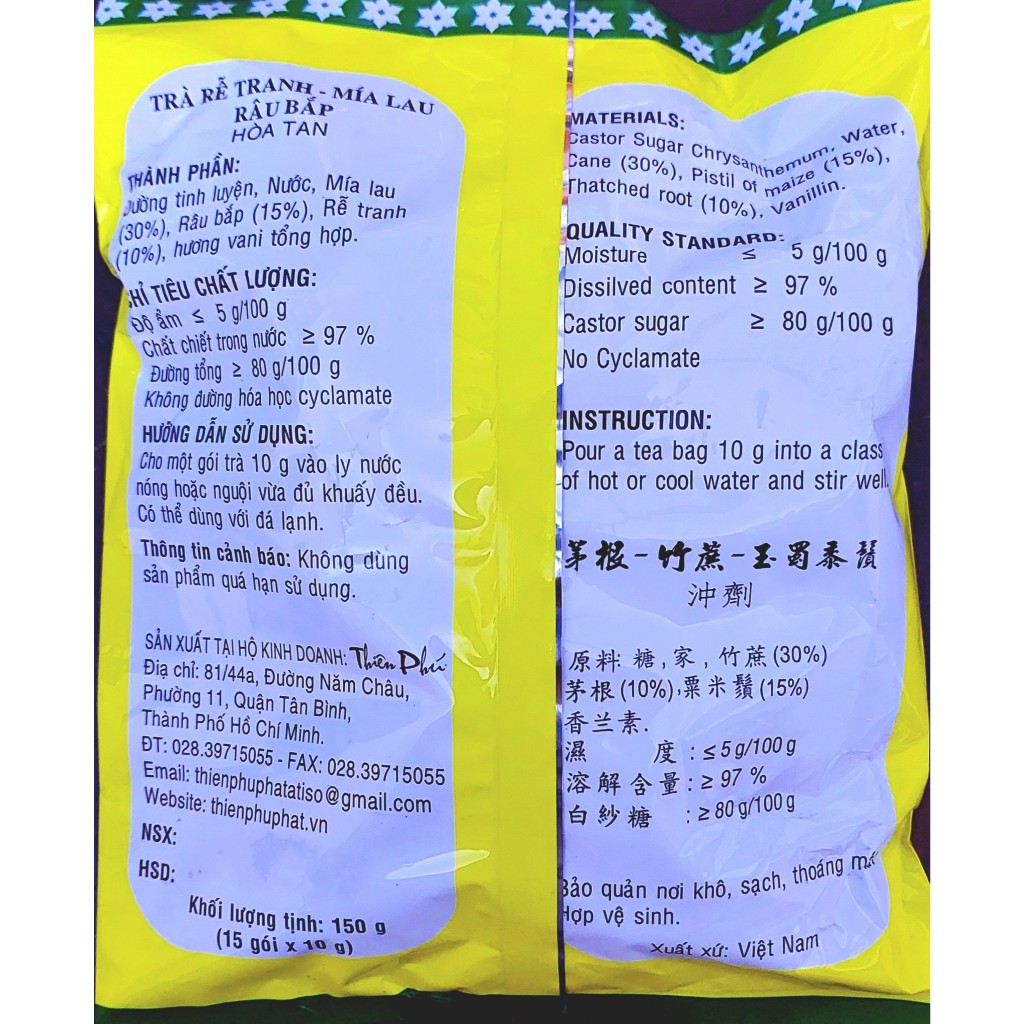 TRÀ RỄ TRANH - MÍA LAU
RÂU BẮP
HÒA TAN
THÀNH PHẦN:
Đường tinh luyện, Nước, Mía lau
(30%), Râu bắp (15%), Rễ tranh
(10%), hương vani tổng hợp.
CHỈ TIÊU CHẤT LƯỢNG:
Độ ẩm ≤ 5 g/100 g
Chất chiết trong nước ≥ 97 %
Đường tổng ≥ 80 g/100 g
Không đường hóa học cyclamate
HƯỚNG DẪN SỬ DỤNG:
Cho một gói trà 10 g vào ly nước
nóng hoặc nguội vừa đủ khuấy đều.
Có thể dùng với đá lạnh.
Thông tin cảnh báo: Không dùng
sản phẩm quá hạn sử dụng.
SẢN XUẤT TẠI HỘ KINH DOANH: Thiên Phú
Địa chỉ: 81/44a, Đường Năm Châu,
Phường 11, Quận Tân Bình,
Thành Phố Hồ Chí Minh.
ĐT: 028.39715055 - FAX: 028.39715055
Email: thienphuphatatiso@gmail.com
Website: thienphuphat.vn
NSX:
HSD:
Khối lượng tịnh: 150 g
(15 gói x 10 g)
MATERIALS:
Castor Sugar Chrysanthemum, Water,
Cane (30%), Pistil of maize (15%),
Thatched root (10%), Vanillin.
QUALITY STANDARD:
Moisture ≤ 5 g/100 g
Dissilved content ≥ 97 %
Castor sugar ≥ 80 g/100 g
No Cyclamate
INSTRUCTION:
Pour a tea bag 10 g into a class
of hot or cool water and stir well.
茅根-竹蔗-玉蜀黍鬚
沖劑
原料 糖,家,竹蔗(30%)
茅根(10%),粟米鬚(15%)
香兰素.
濕 度:≤5g/100g
溶解含量:≥97 %
白紗糖 :≥80g/100g
Bảo quản nơi khô, sạch, thoáng mát
Hợp vệ sinh.
Xuất xứ: Việt Nam